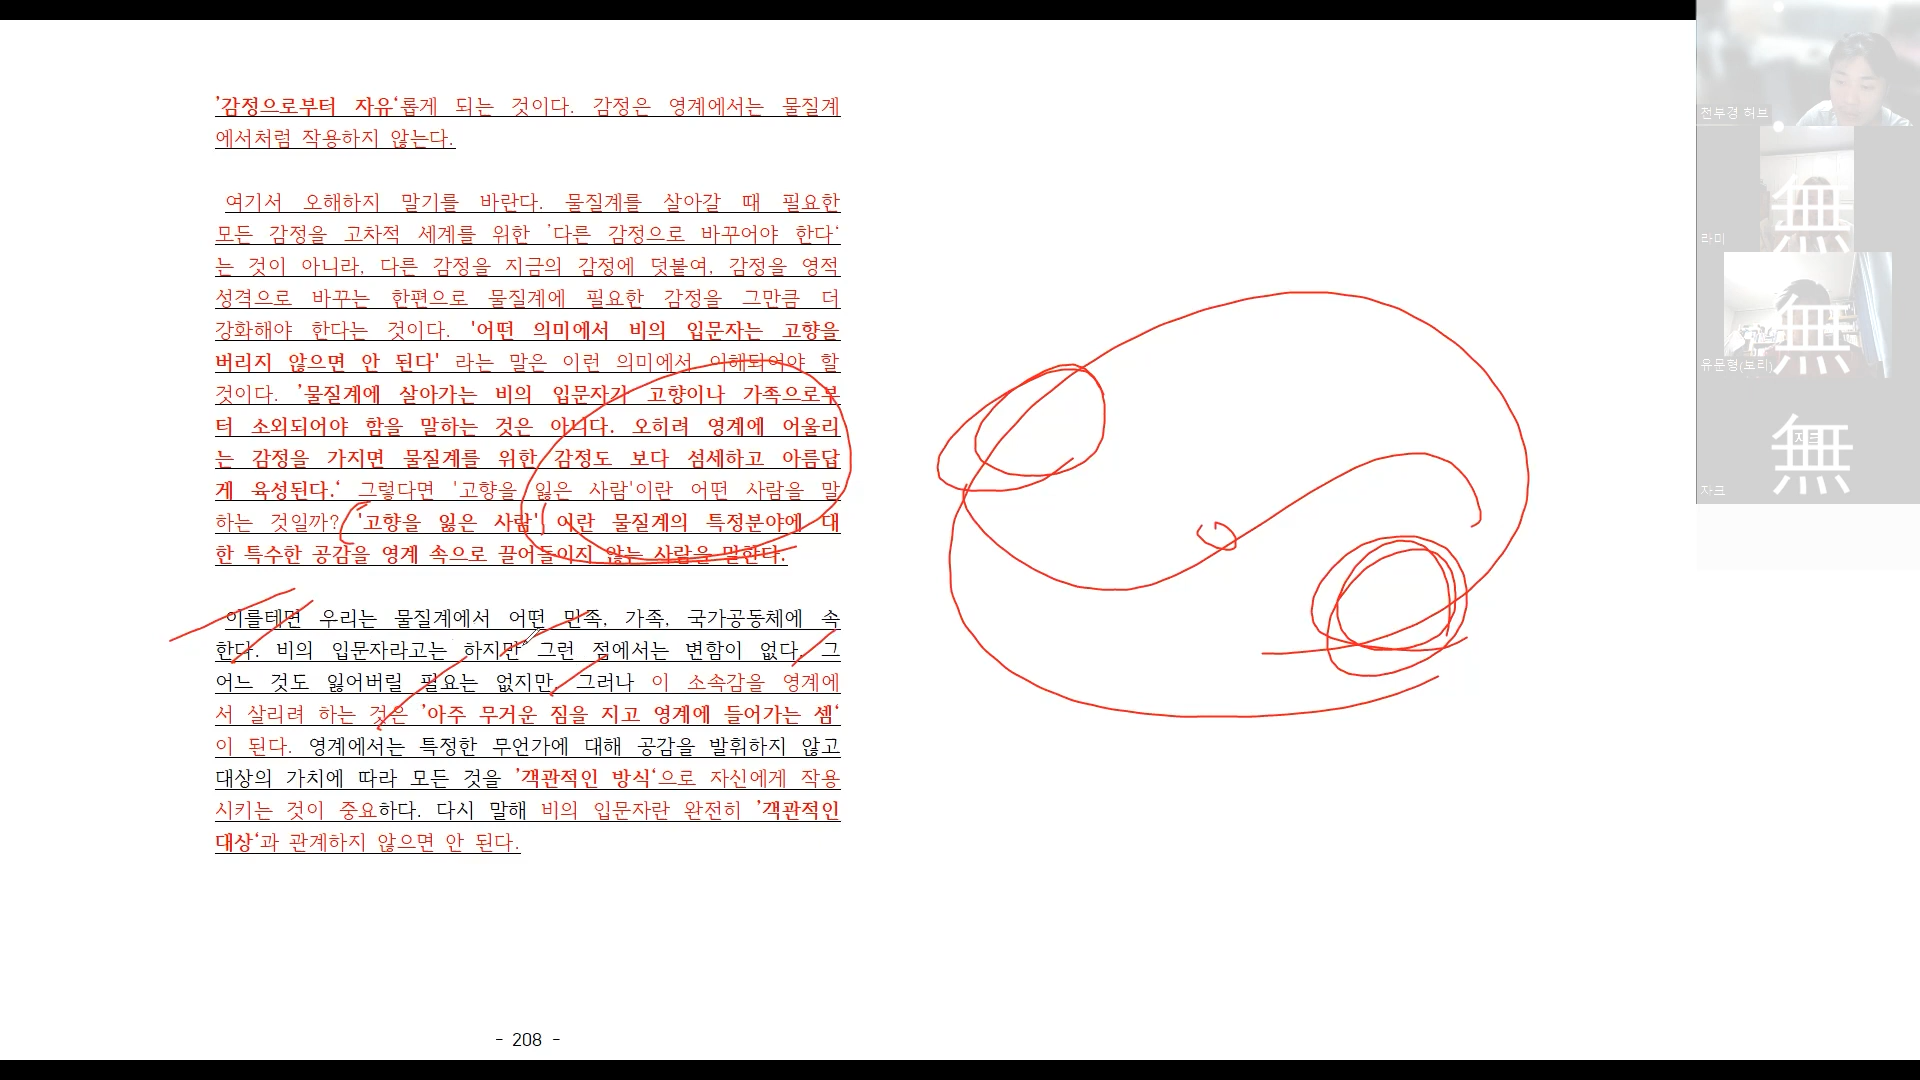 ’감정으로부터 자유‘롭게 되는 것이다. 감정은 영계에서는 물질계
에서처럼 작용하지 않는다.
여기서 오해하지 말기를 바란다. 물질계를 살아갈 때 필요한
모든 감정을 고차적 세계를 위한 ’다른 감정으로 바꾸어야 한다‘
는 것이 아니라, 다른 감정을 지금의 감정에 덧붙여, 감정을 영적
성격으로 바꾸는 한편으로 물질계에 필요한 감정을 그만큼 더
강화해야 한다는 것이다. '어떤 의미에서 비의 입문자는 고향을
버리지 않으면 안 된다' 라는 말은 이런 의미에서 이해되어야 할
것이다. ’물질계에 살아가는 비의 입문자가 고향이나 가족으로부
터 소외되어야 함을 말하는 것은 아니다. 오히려 영계에 어울리
는 감정을 가지면 물질계를 위한 감정도 보다 섬세하고 아름답
게 육성된다.‘ 그렇다면 '고향을 잃은 사람'이란 어떤 사람을 말
하는 것일까? '고향을 잃은 사람' 이란 물질계의 특정분야에 대
한 특수한 공감을 영계 속으로 끌어들이지 않는 사람을 말한다.
이를테면 우리는 물질계에서 어떤 민족, 가족, 국가공동체에 속
한다. 비의 입문자라고는 하지만 그런 점에서는 변함이 없다. 그
어느 것도 잃어버릴 필요는 없지만, 그러나 이 소속감을 영계에
서 살리려 하는 것은 ’아주 무거운 짐을 지고 영계에 들어가는 셈‘
이 된다. 영계에서는 특정한 무언가에 대해 공감을 발휘하지 않고
대상의 가치에 따라 모든 것을 ’객관적인 방식‘으로 자신에게 작용
시키는 것이 중요하다. 다시 말해 비의 입문자란 완전히 ’객관적인
대상‘과 관계하지 않으면 안 된다.
- 208 -
전두경 허브
無
라미
無
유문형(보리)
無
자크
자크